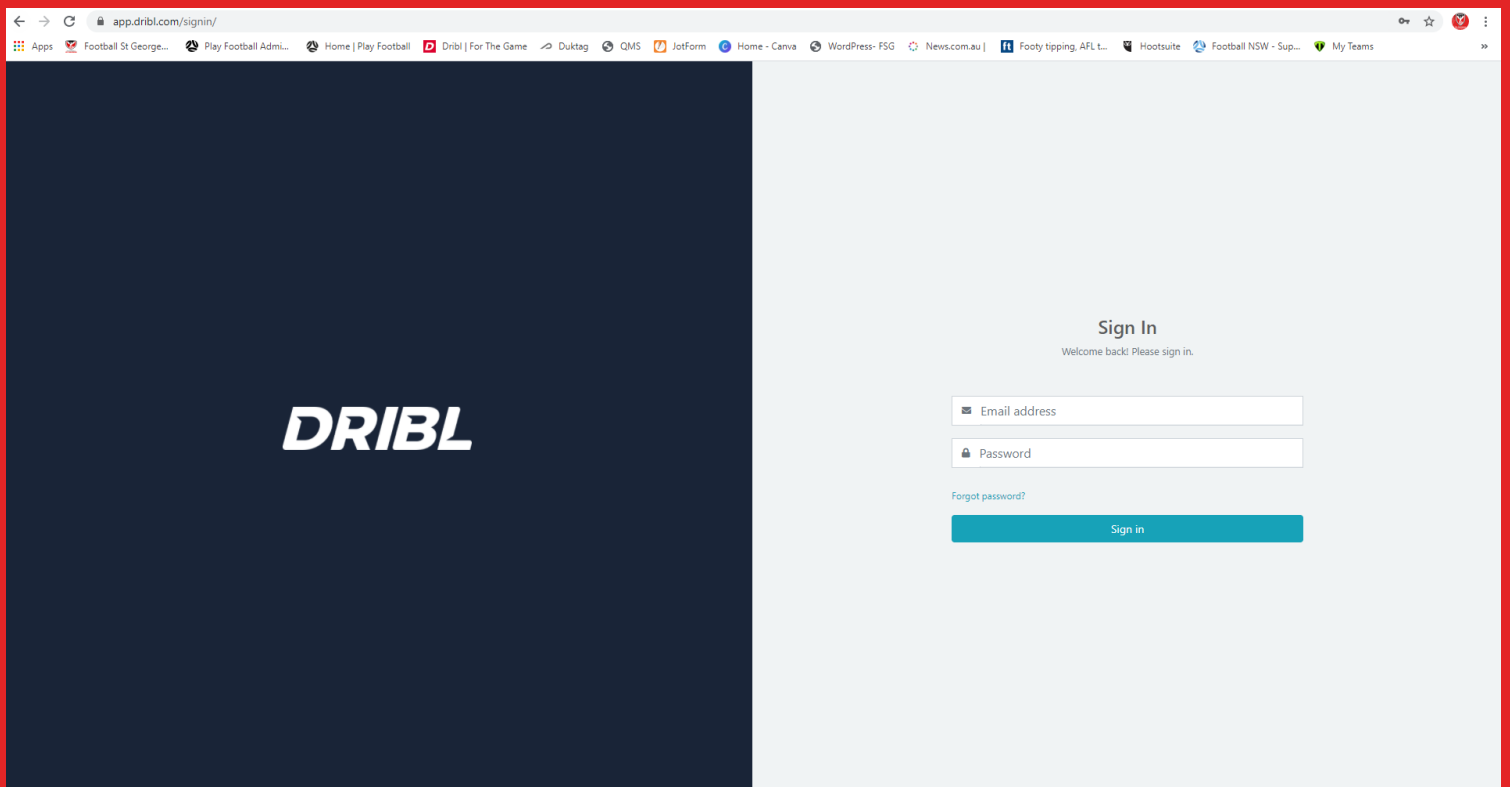 app.dribl.com/signin/
Apps Football St George... Play Football Admi... Home | Play Football D Dribl | For The Game Duktag QMS JotForm C Home - Canva WordPress- FSG News.com.au | ft Footy tipping, AFL t... Hootsuite Football NSW - Sup... My Teams »
DRIBL
Sign In
Welcome back! Please sign in.
Email address
Password
Forgot password?
Sign in